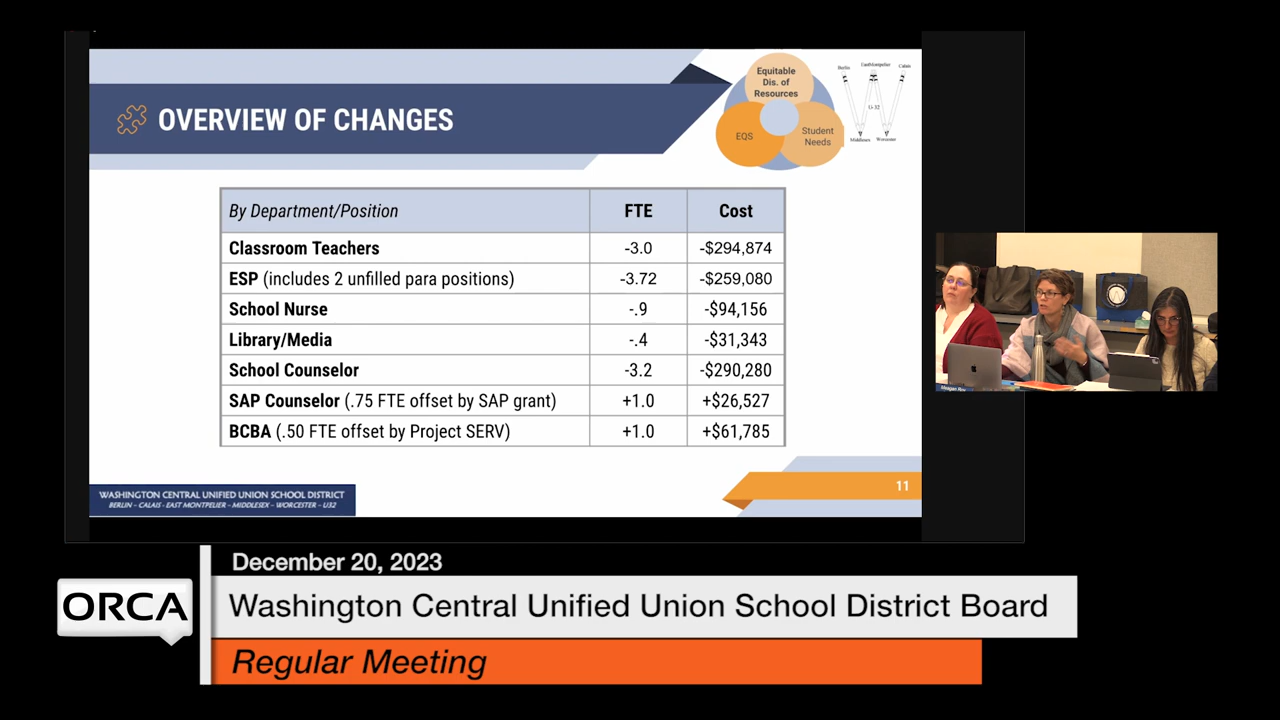 OVERVIEW OF CHANGES
Equitable
Dis. of
Resources
EQS
Student
Needs
Berlin
EastMontpelier
Calais
U-32
Middlesex
Worcester
By Department/Position FTE Cost
Classroom Teachers -3.0 -$294,874
ESP (includes 2 unfilled para positions) -3.72 -$259,080
School Nurse -.9 -$94,156
Library/Media -.4 -$31,343
School Counselor -3.2 -$290,280
SAP Counselor (.75 FTE offset by SAP grant) +1.0 +$26,527
BCBA (.50 FTE offset by Project SERV) +1.0 +$61,785
11
WASHINGTON CENTRAL UNIFIED UNION SCHOOL DISTRICT
BERLIN – CALAIS - EAST MONTPELIER – MIDDLESEX – WORCESTER – U32
Meagan Roy
December 20, 2023
ORCA
Washington Central Unified Union School District Board
Regular Meeting